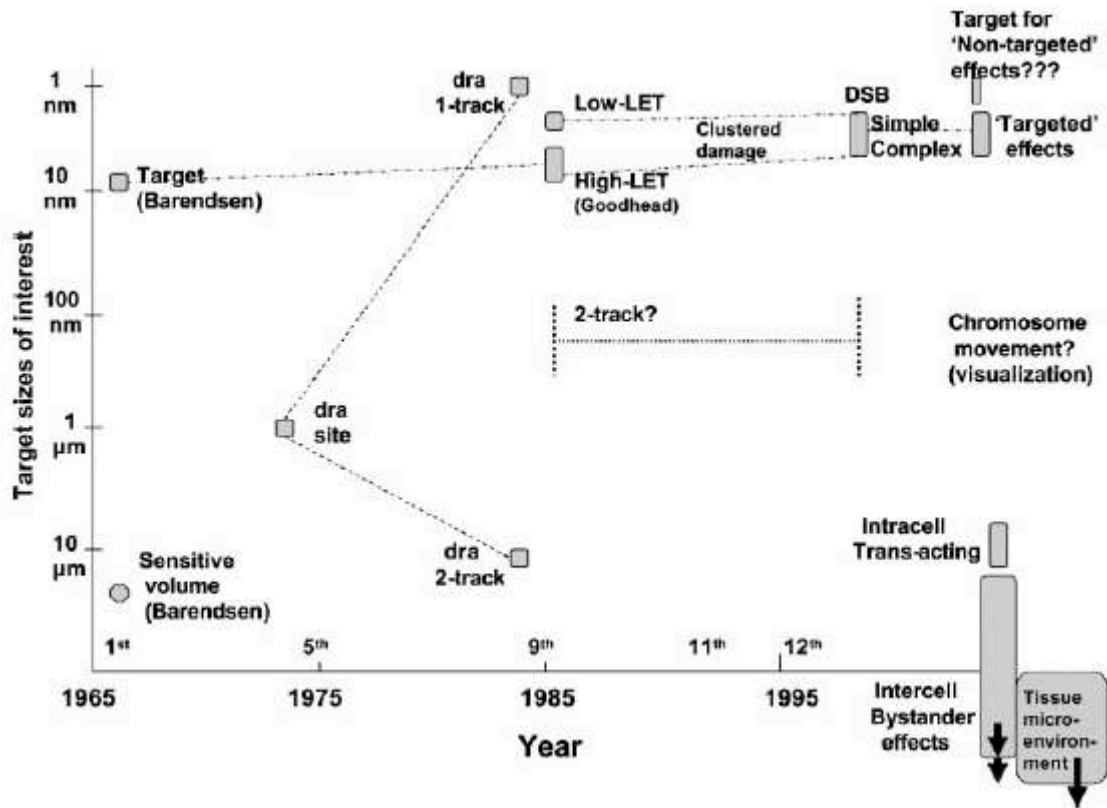 Target for
'Non-targeted'
effects???
1
nm
dra
1-track
Low-LET
DSB
Clustered
damage
Simple
Complex
'Targeted'
effects
10
nm
Target
(Barendsen)
High-LET
(Goodhead)
Target sizes of interest
100
nm
2-track?
Chromosome
movement?
(visualization)
1
µm
dra
site
10
µm
Sensitive
volume
(Barendsen)
dra
2-track
Intracell
Trans-acting
1st
5th
9th
11th
12th
1965
1975
1985
1995
Year
Intercell
Bystander
effects
Tissue
micro-
environ-
ment